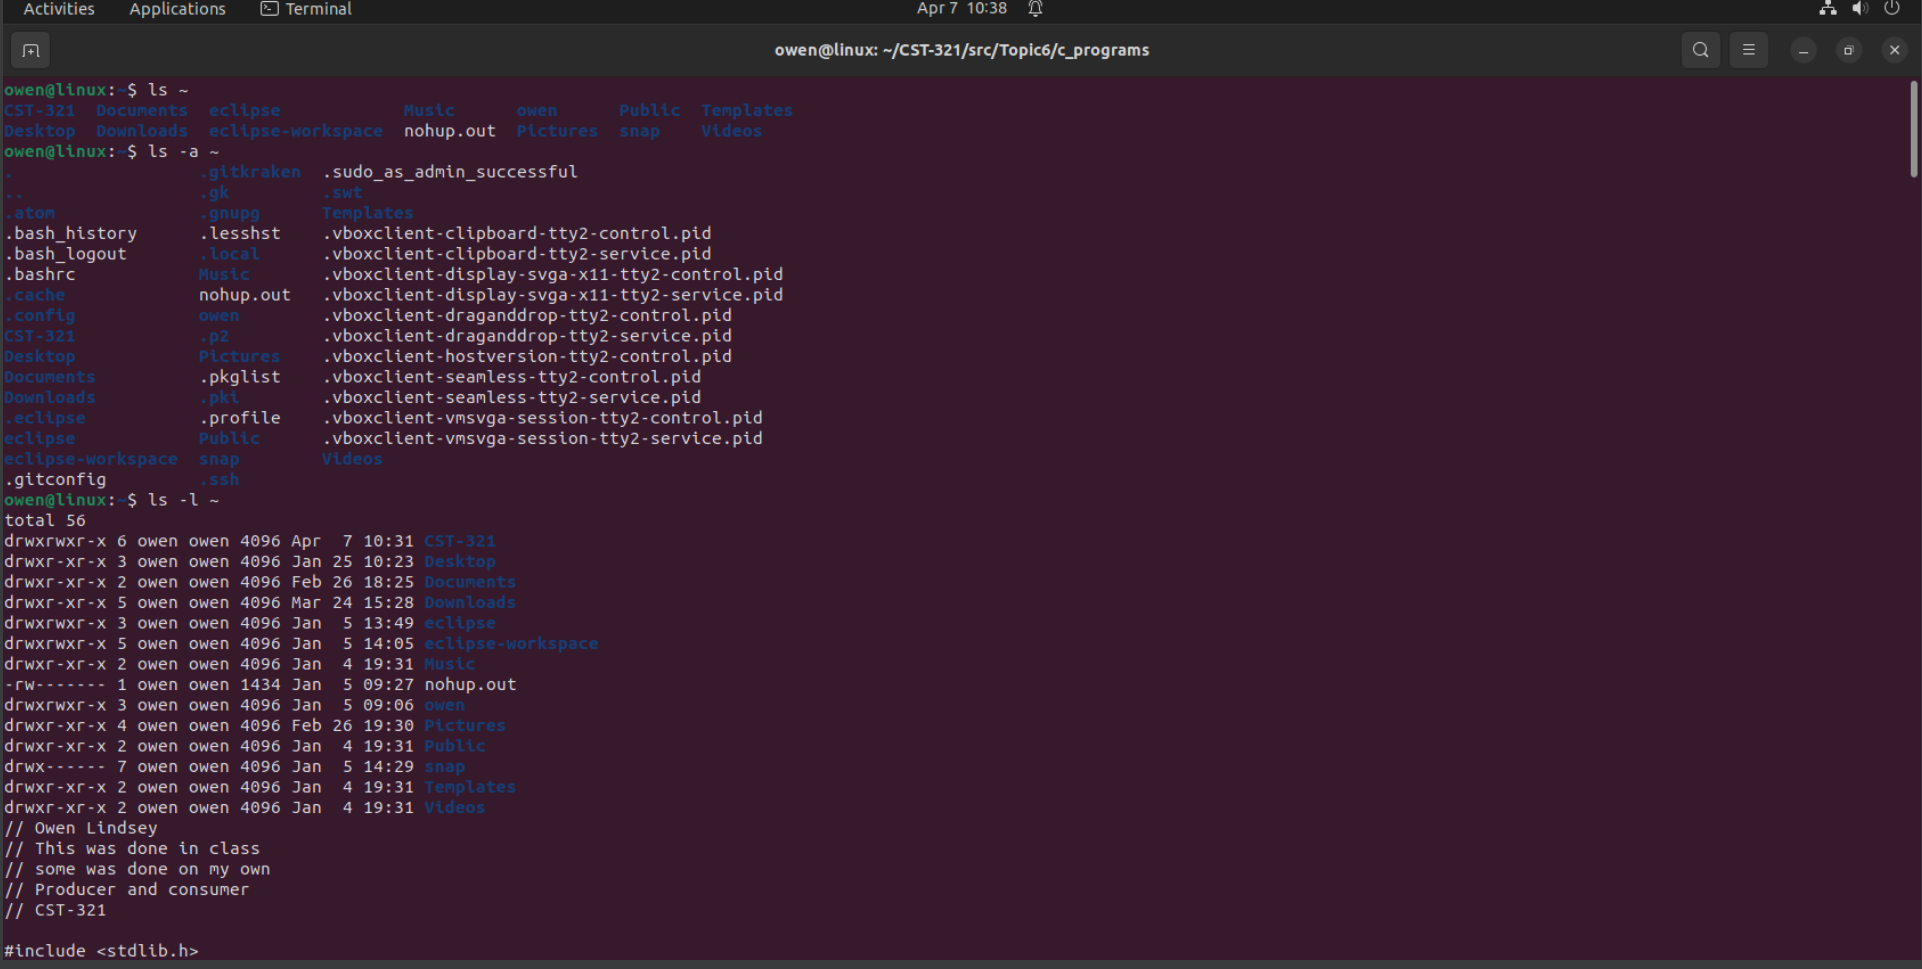 Activities Applications Terminal Apr 7 10:38
owen@linux: ~/CST-321/src/Topic6/c_programs
owen@linux:~$ ls ~
CST-321 Documents eclipse Music owen Public Templates
Desktop Downloads eclipse-workspace nohup.out Pictures snap Videos
owen@linux:~$ ls -a ~
. .gitkraken .sudo_as_admin_successful
.. .gk .swt
.atom .gnupg Templates
.bash_history .lesshst .vboxclient-clipboard-tty2-control.pid
.bash_logout .local .vboxclient-clipboard-tty2-service.pid
.bashrc Music .vboxclient-display-svga-x11-tty2-control.pid
.cache nohup.out .vboxclient-display-svga-x11-tty2-service.pid
.config owen .vboxclient-draganddrop-tty2-control.pid
CST-321 .p2 .vboxclient-draganddrop-tty2-service.pid
Desktop Pictures .vboxclient-hostversion-tty2-control.pid
Documents .pkglist .vboxclient-seamless-tty2-control.pid
Downloads .pki .vboxclient-seamless-tty2-service.pid
.eclipse .profile .vboxclient-vmsvga-session-tty2-control.pid
eclipse Public .vboxclient-vmsvga-session-tty2-service.pid
eclipse-workspace snap Videos
.gitconfig .ssh
owen@linux:~$ ls -l ~
total 56
drwxrwxr-x 6 owen owen 4096 Apr  7 10:31 CST-321
drwxr-xr-x 3 owen owen 4096 Jan 25 10:23 Desktop
drwxr-xr-x 2 owen owen 4096 Feb 26 18:25 Documents
drwxr-xr-x 5 owen owen 4096 Mar 24 15:28 Downloads
drwxrwxr-x 3 owen owen 4096 Jan  5 13:49 eclipse
drwxrwxr-x 5 owen owen 4096 Jan  5 14:05 eclipse-workspace
drwxr-xr-x 2 owen owen 4096 Jan  4 19:31 Music
-rw------- 1 owen owen 1434 Jan  5 09:27 nohup.out
drwxrwxr-x 3 owen owen 4096 Jan  5 09:06 owen
drwxr-xr-x 4 owen owen 4096 Feb 26 19:30 Pictures
drwxr-xr-x 2 owen owen 4096 Jan  4 19:31 Public
drwx------ 7 owen owen 4096 Jan  5 14:29 snap
drwxr-xr-x 2 owen owen 4096 Jan  4 19:31 Templates
drwxr-xr-x 2 owen owen 4096 Jan  4 19:31 Videos
// Owen Lindsey
// This was done in class
// some was done on my own
// Producer and consumer
// CST-321
#include <stdlib.h>